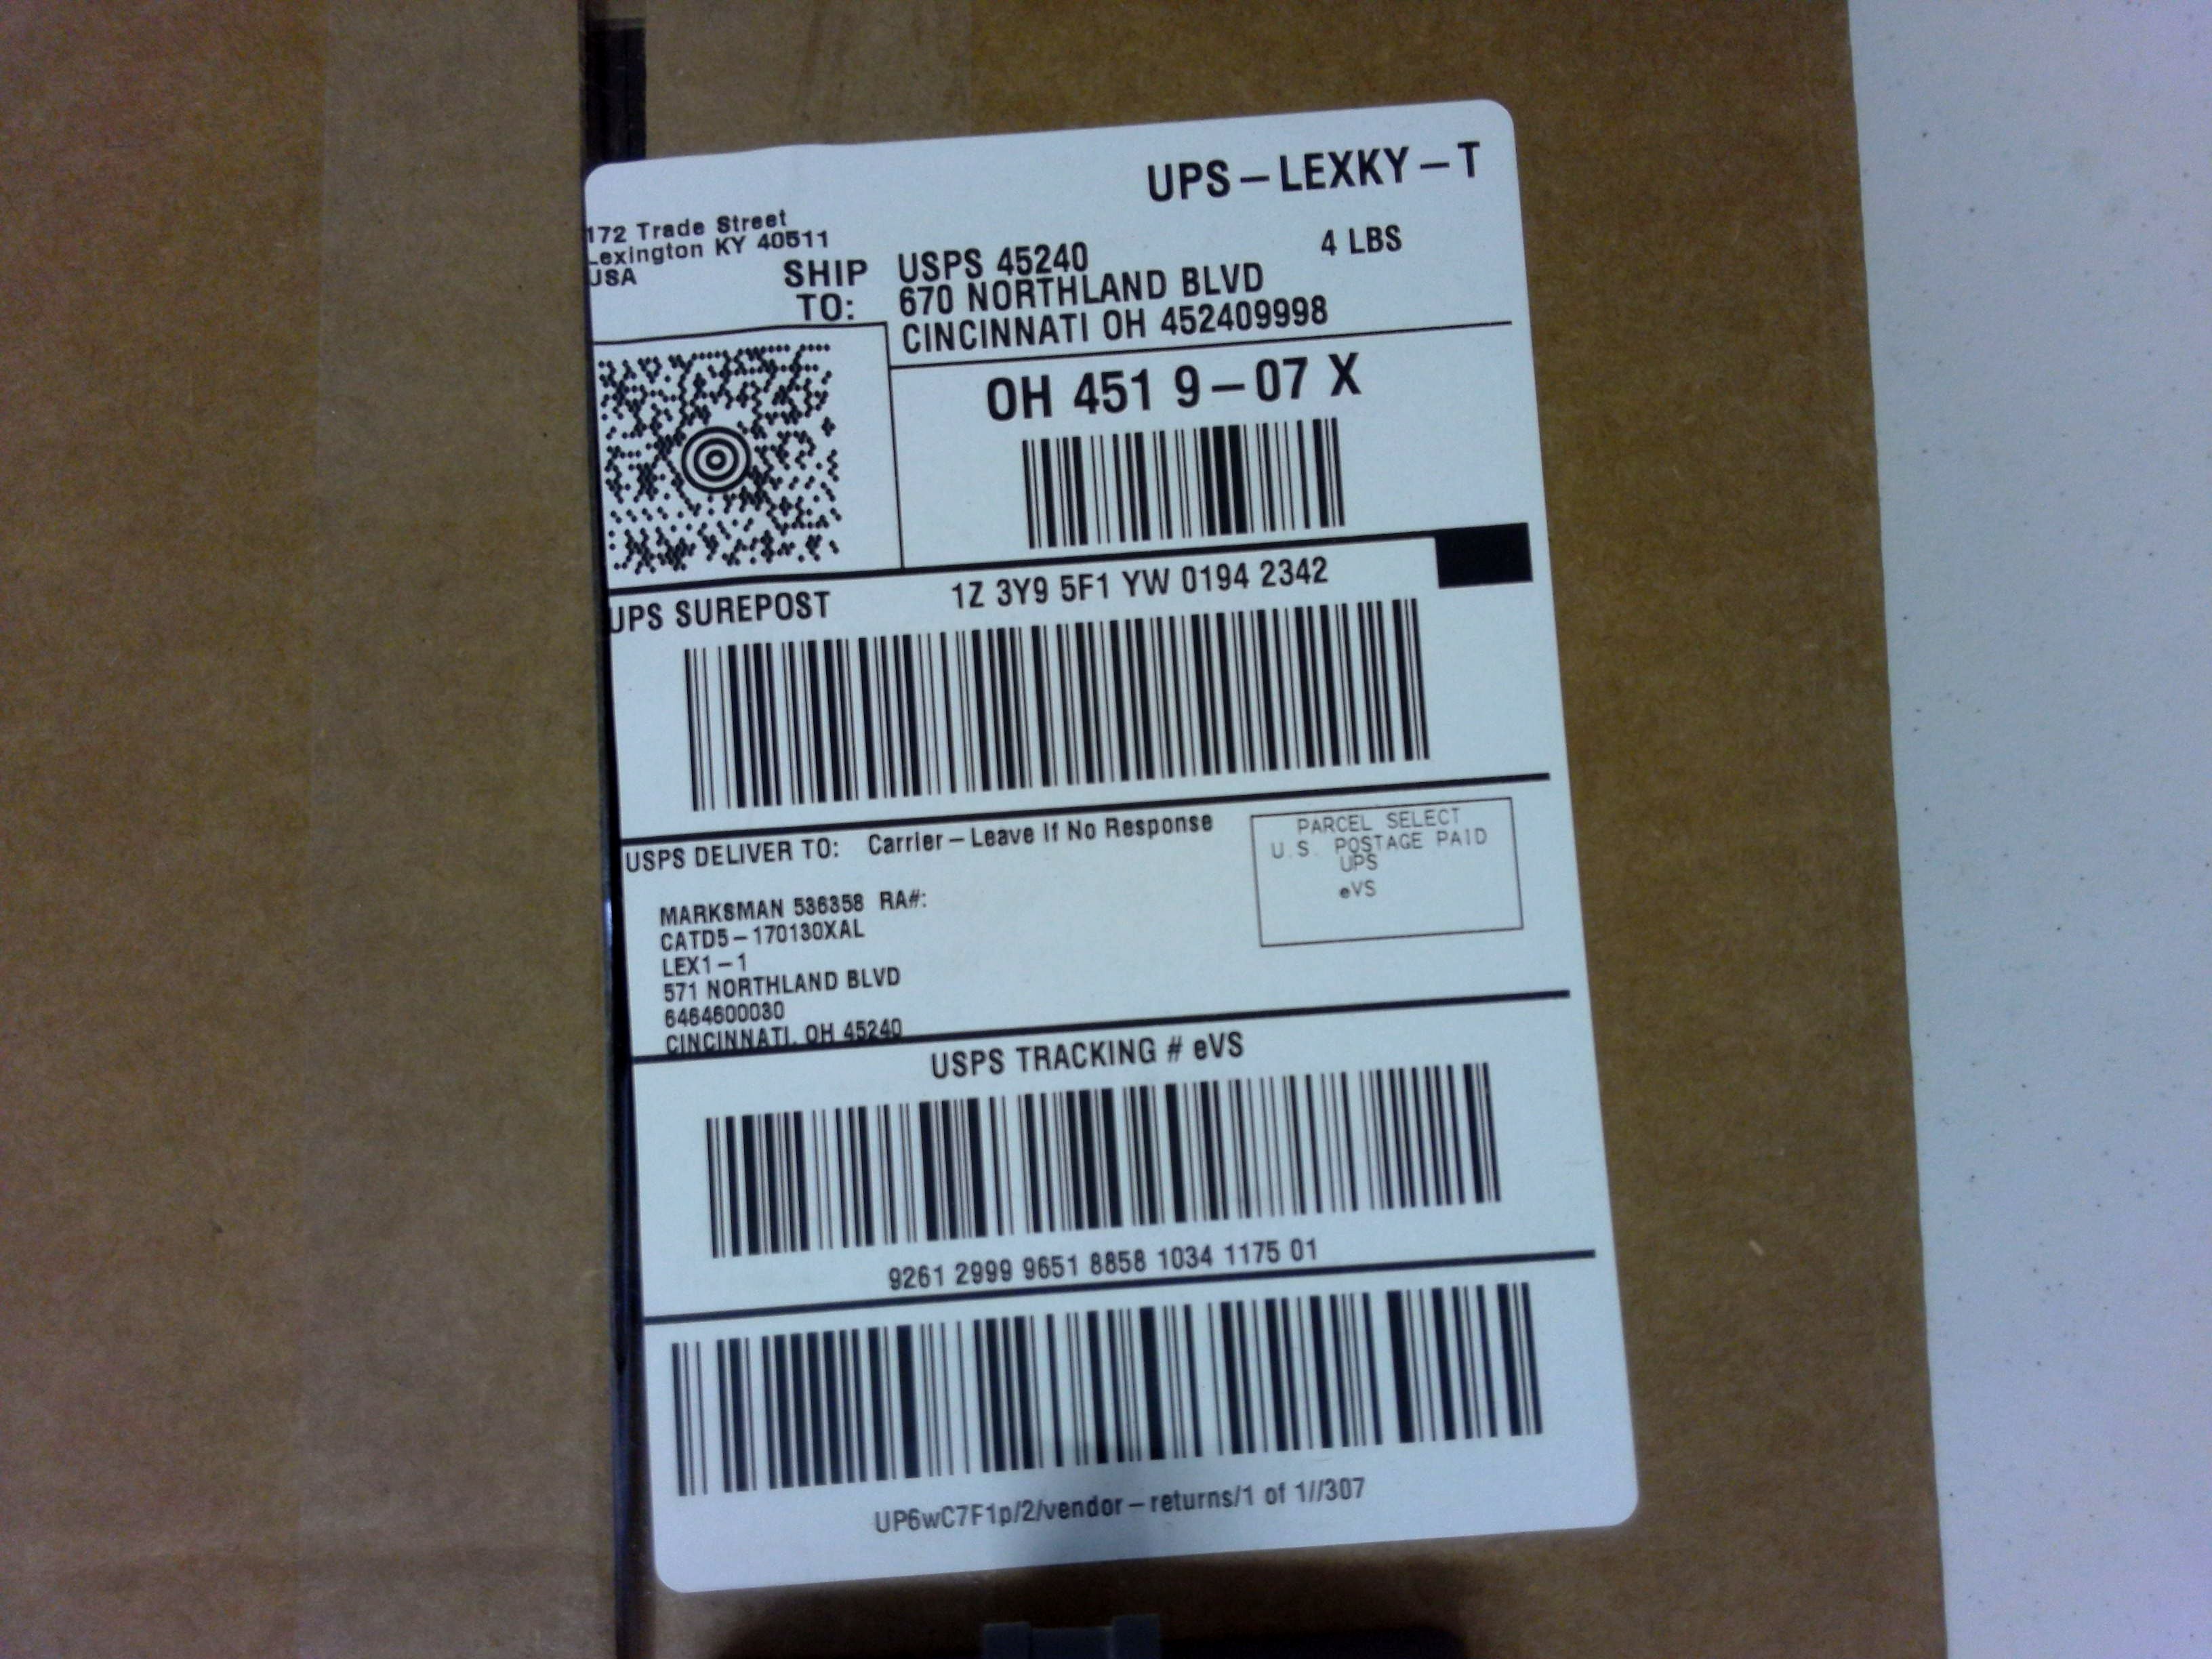 UPS-LEXKY-T
172 Trade Street
Lexington KY 40511
USA
4 LBS
SHIP TO:
USPS 45240
670 NORTHLAND BLVD
CINCINNATI OH 452409998
OH 451 9-07 X
UPS SUREPOST
1Z 3Y9 5F1 YW 0194 2342
USPS DELIVER TO: Carrier-Leave If No Response
PARCEL SELECT
U.S. POSTAGE PAID
UPS
eVS
MARKSMAN 536358 RA#:
CATD5-170130XAL
LEX1-1
571 NORTHLAND BLVD
6464600030
CINCINNATI, OH 45240
USPS TRACKING # eVS
9261 2999 9651 8858 1034 1175 01
UP6wC7F1p/2/vendor-returns/1 of 1//307